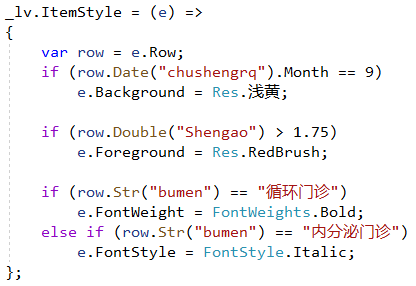 _lv.ItemStyle = (e) =>
{
    var row = e.Row;
    if (row.Date("chushengrq").Month == 9)
        e.Background = Res.浅黄;

    if (row.Double("Shengao") > 1.75)
        e.Foreground = Res.RedBrush;

    if (row.Str("bumen") == "循环门诊")
        e.FontWeight = FontWeights.Bold;
    else if (row.Str("bumen") == "内分泌门诊")
        e.FontStyle = FontStyle.Italic;
};